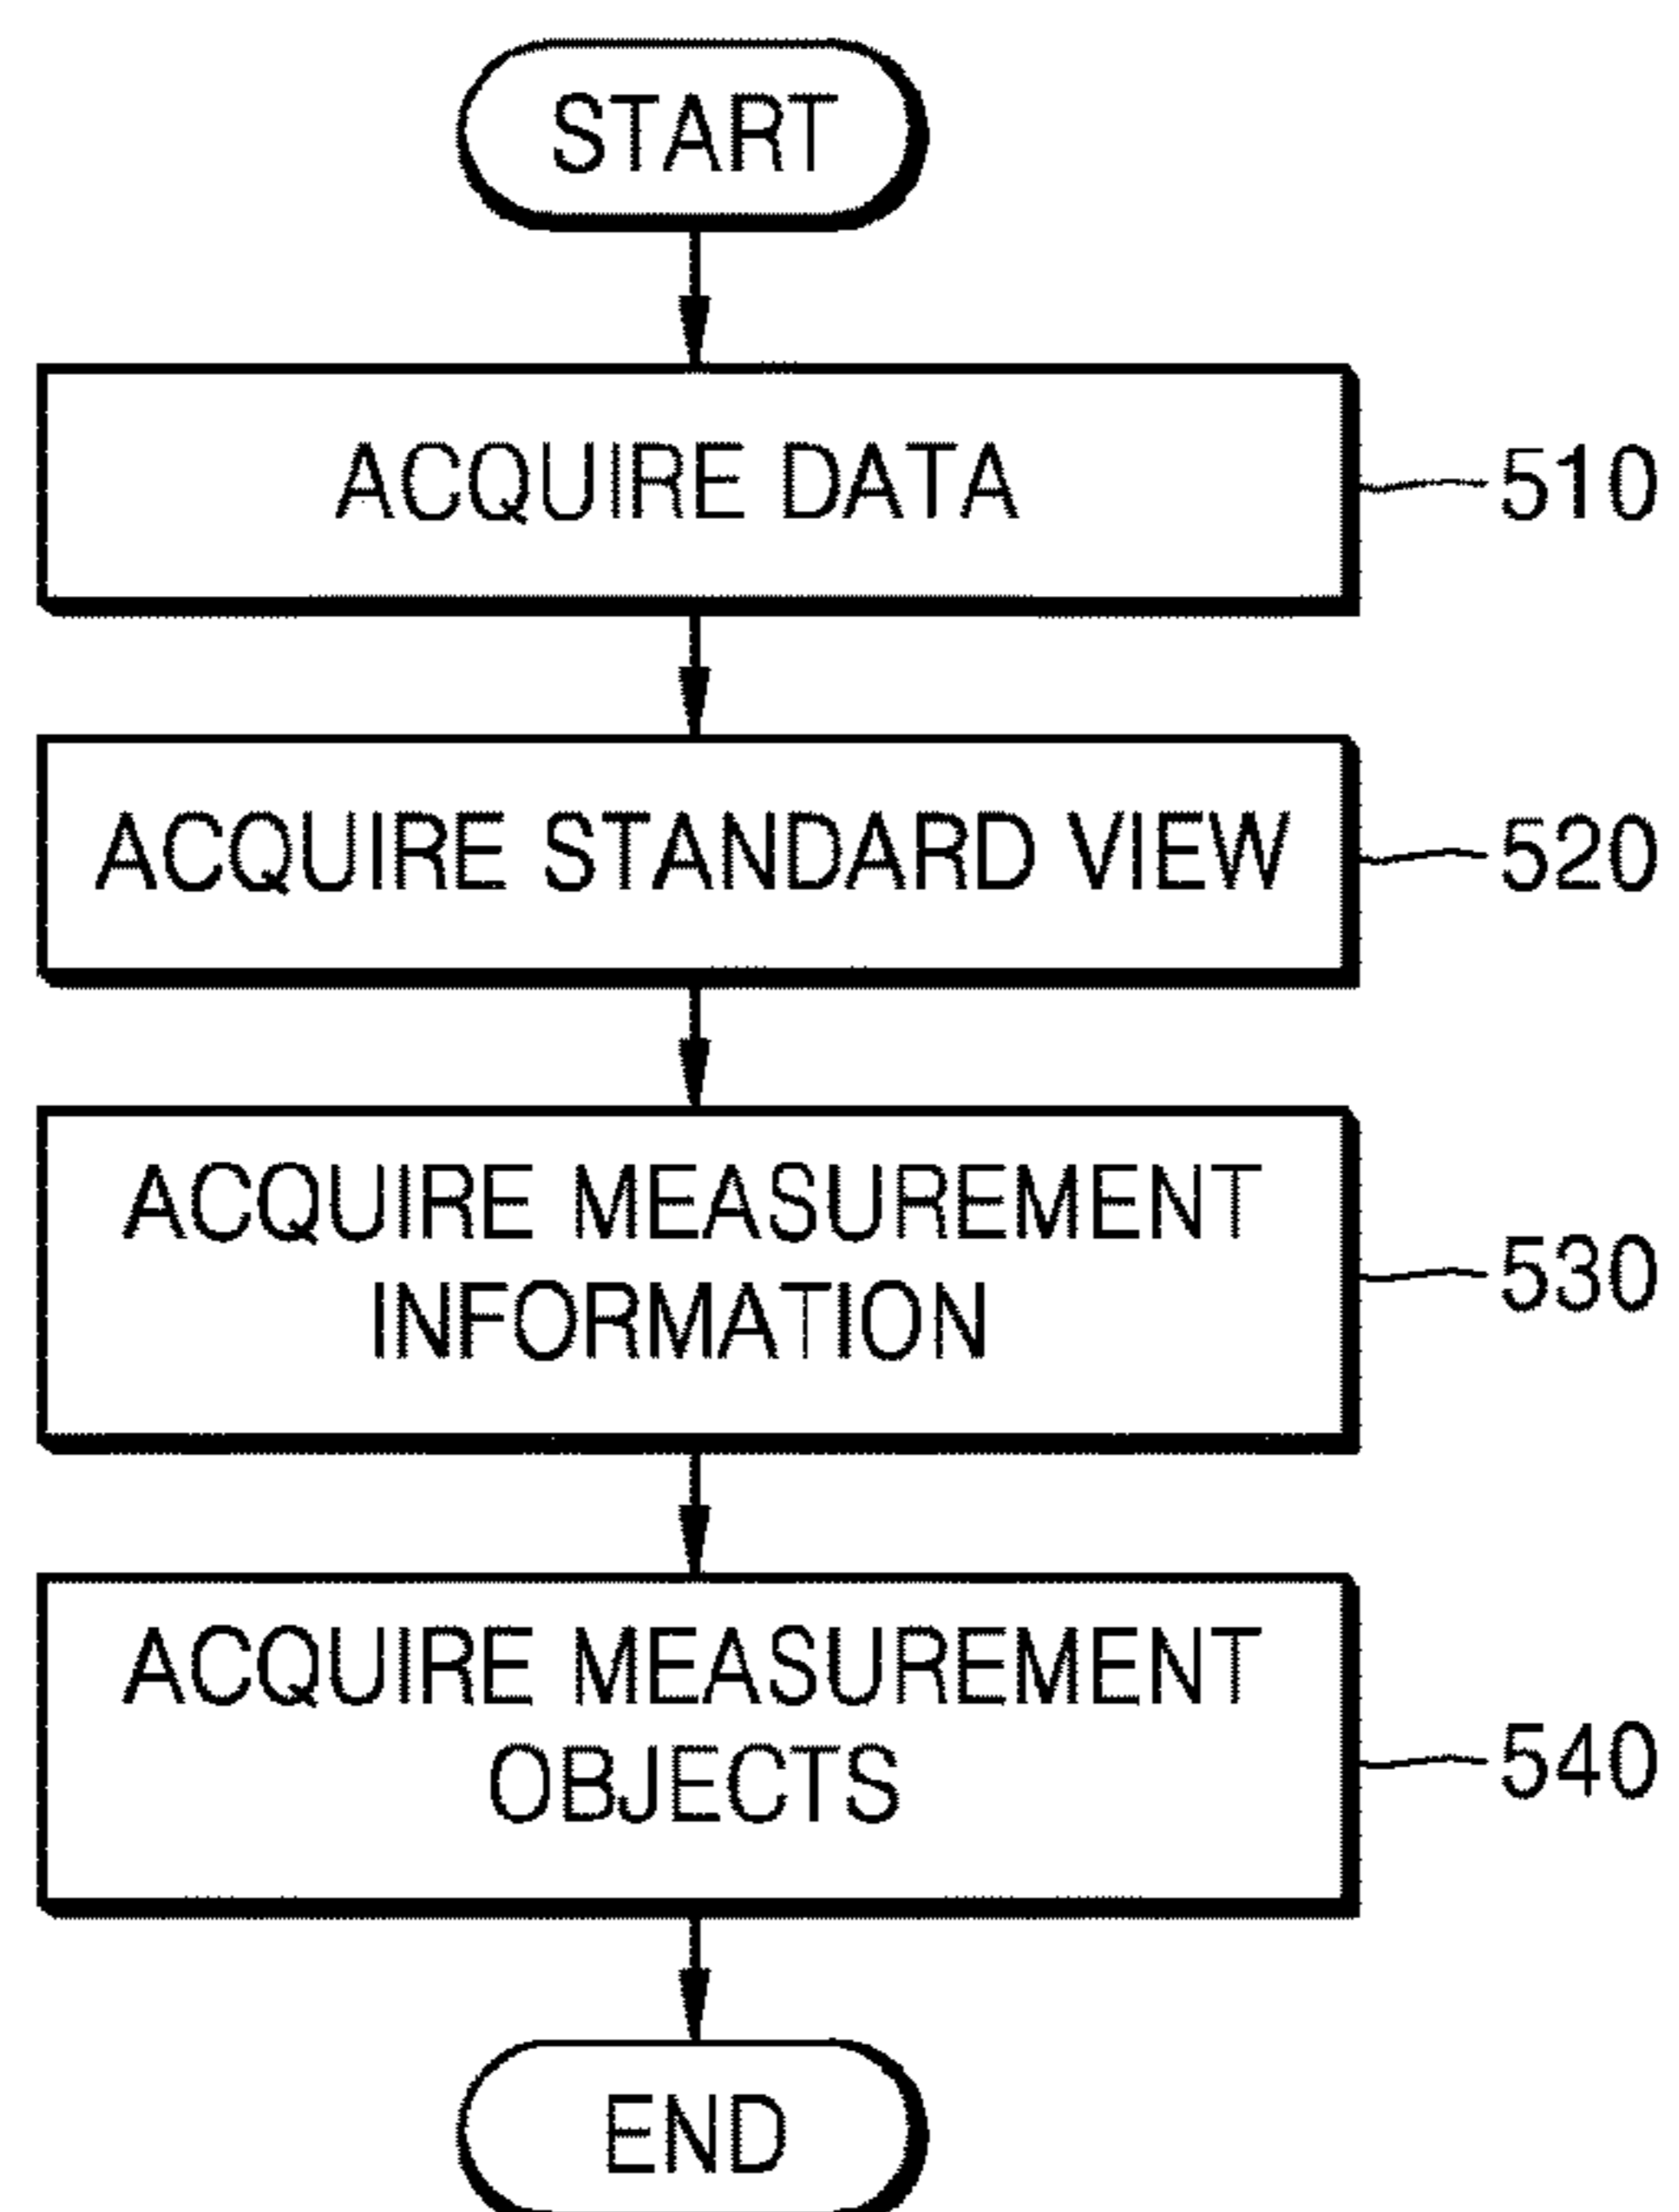 START
ACQUIRE DATA
510
ACQUIRE STANDARD VIEW
520
ACQUIRE MEASUREMENT
INFORMATION
530
ACQUIRE MEASUREMENT
OBJECTS
540
END